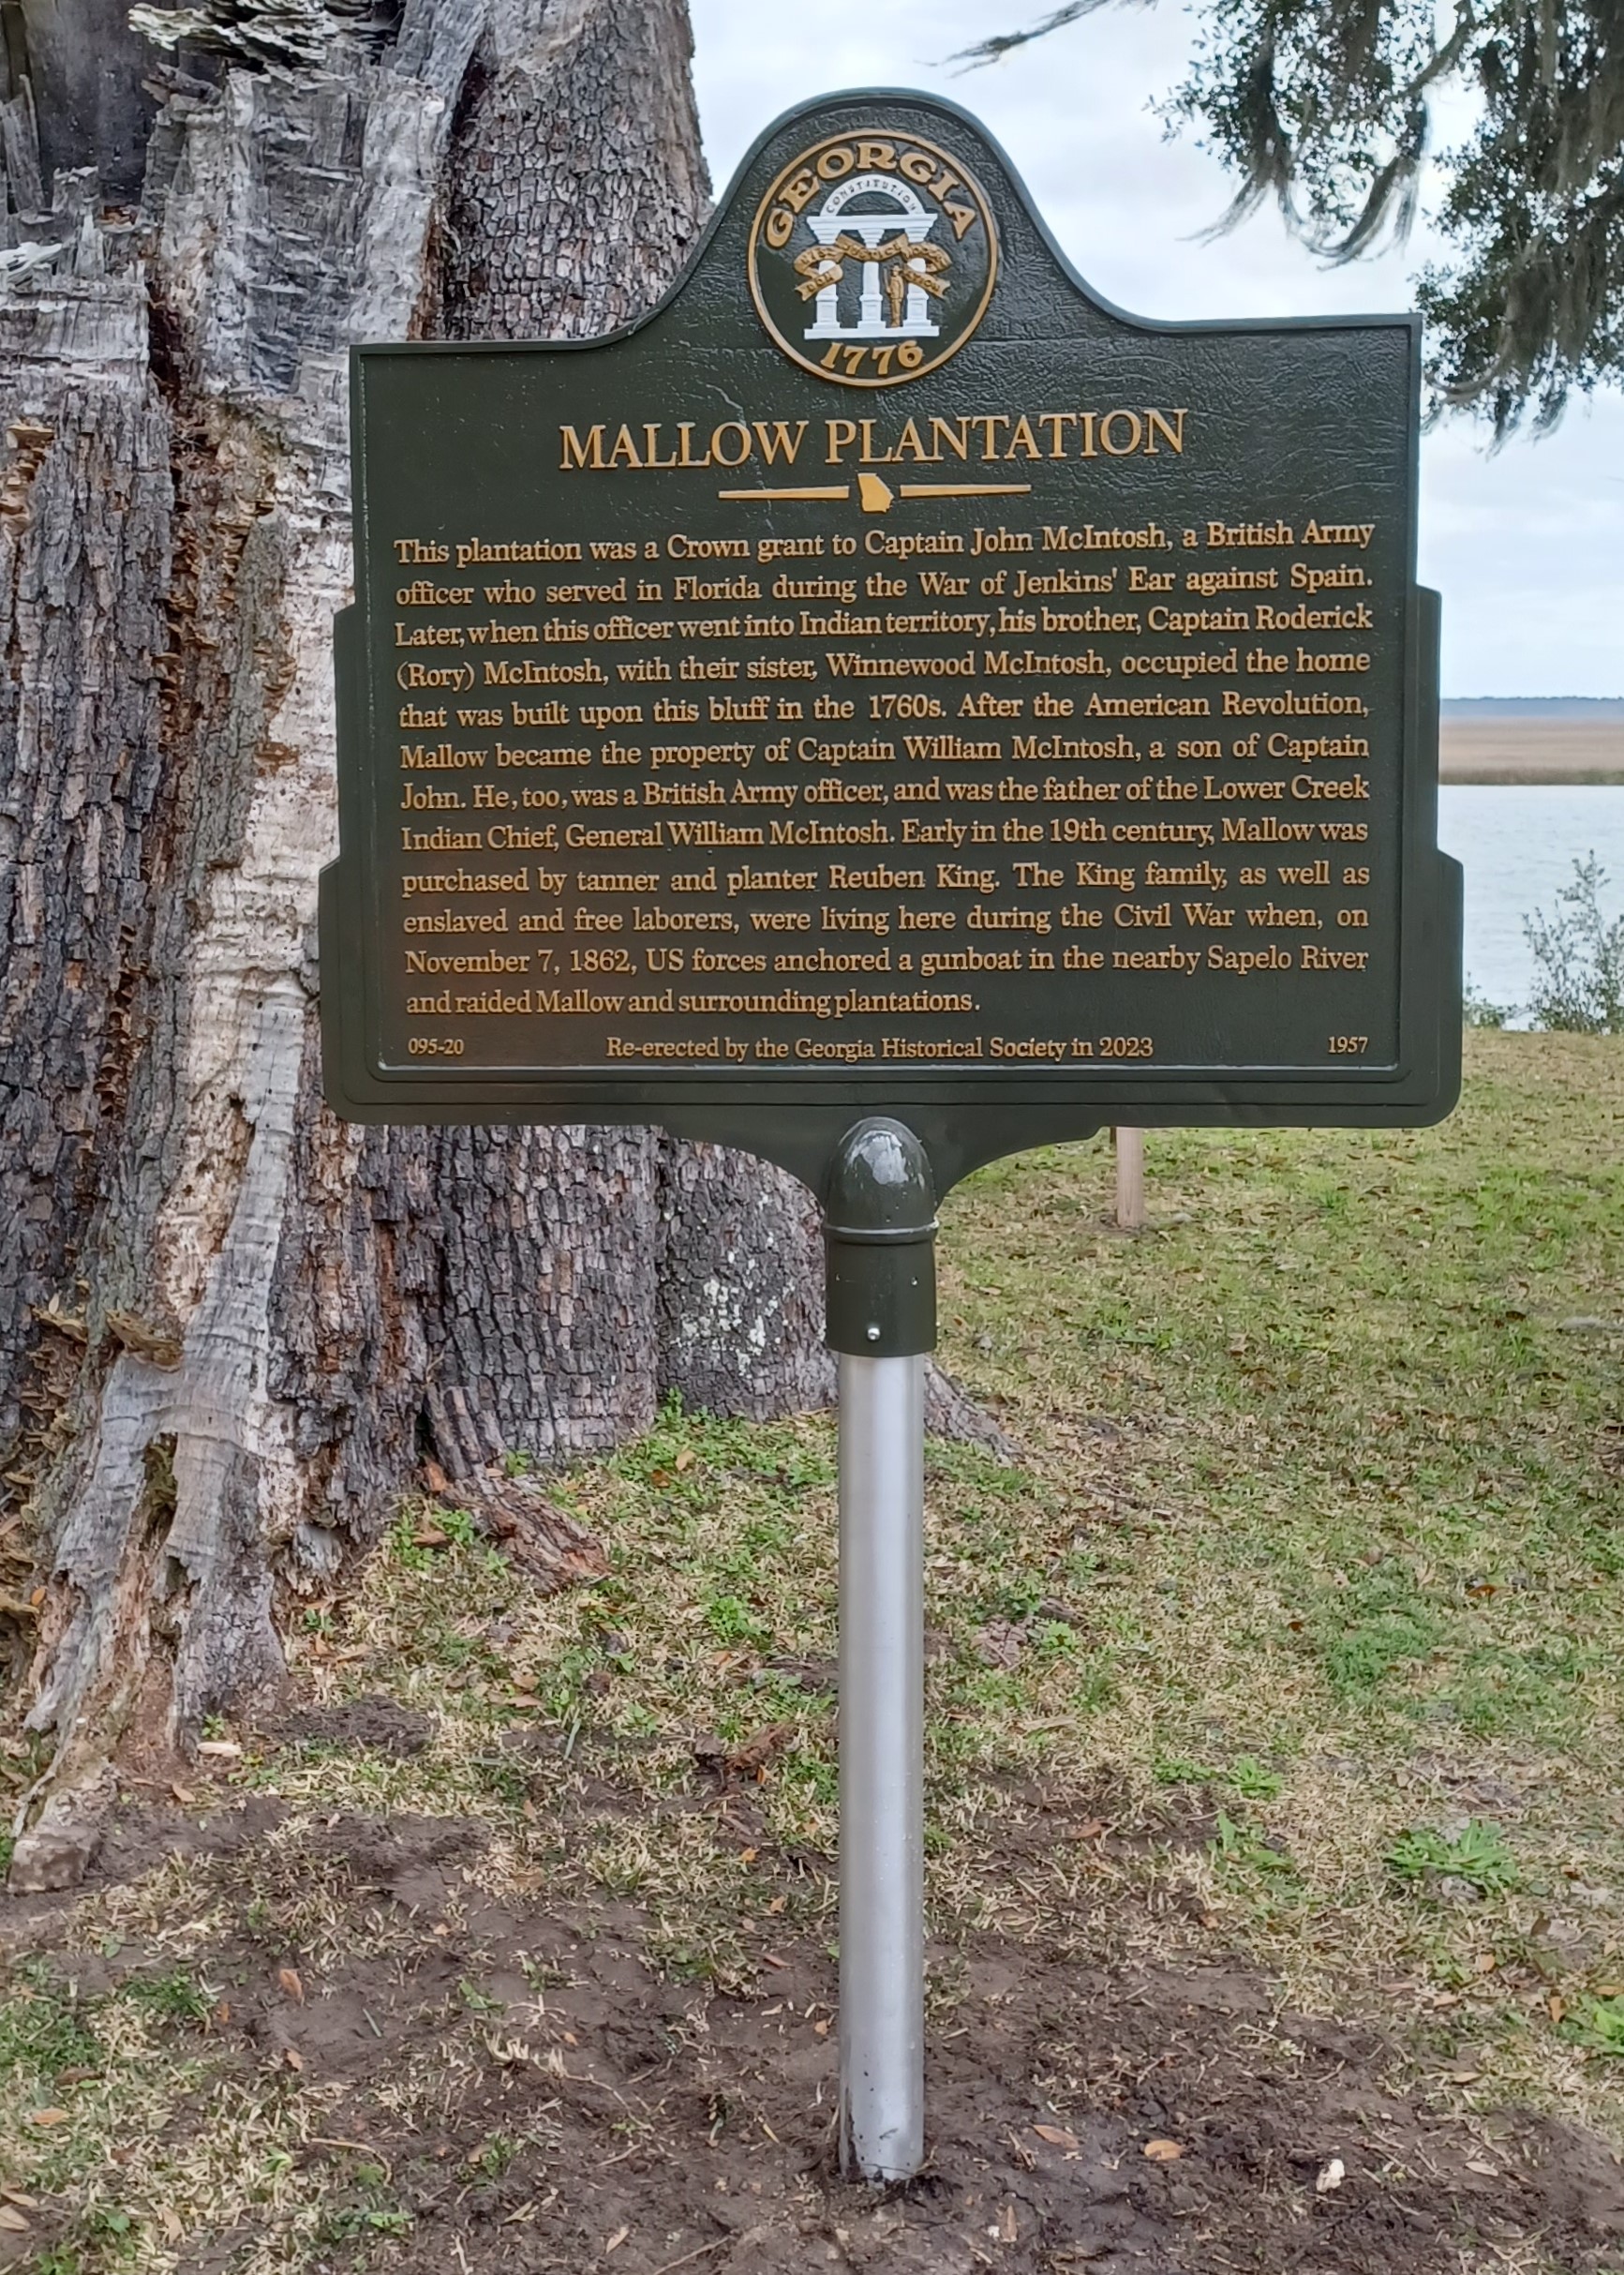 GEORGIA
CONSTITUTION
1776
MALLOW PLANTATION
This plantation was a Crown grant to Captain John McIntosh, a British Army
officer who served in Florida during the War of Jenkins' Ear against Spain.
Later, when this officer went into Indian territory, his brother, Captain Roderick
(Rory) McIntosh, with their sister, Winnewood McIntosh, occupied the home
that was built upon this bluff in the 1760s. After the American Revolution,
Mallow became the property of Captain William McIntosh, a son of Captain
John. He, too, was a British Army officer, and was the father of the Lower Creek
Indian Chief, General William McIntosh. Early in the 19th century, Mallow was
purchased by tanner and planter Reuben King. The King family, as well as
enslaved and free laborers, were living here during the Civil War when, on
November 7, 1862, US forces anchored a gunboat in the nearby Sapelo River
and raided Mallow and surrounding plantations.
095-20 Re-erected by the Georgia Historical Society in 2023 1957